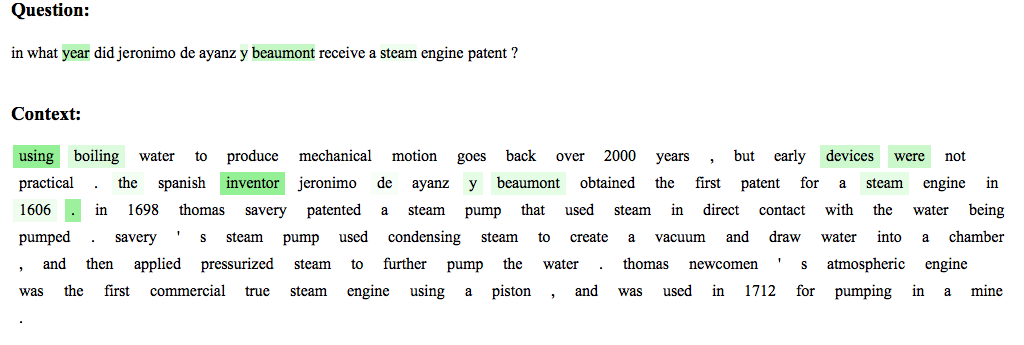 Question:
in what year did jeronimo de ayanz y beaumont receive a steam engine patent ?
Context:
using boiling water to produce mechanical motion goes back over 2000 years , but early devices were not
practical . the spanish inventor jeronimo de ayanz y beaumont obtained the first patent for a steam engine in
1606 . in 1698 thomas savery patented a steam pump that used steam in direct contact with the water being
pumped . savery ' s steam pump used condensing steam to create a vacuum and draw water into a chamber
, and then applied pressurized steam to further pump the water . thomas newcomen ' s atmospheric engine
was the first commercial true steam engine using a piston , and was used in 1712 for pumping in a mine
.